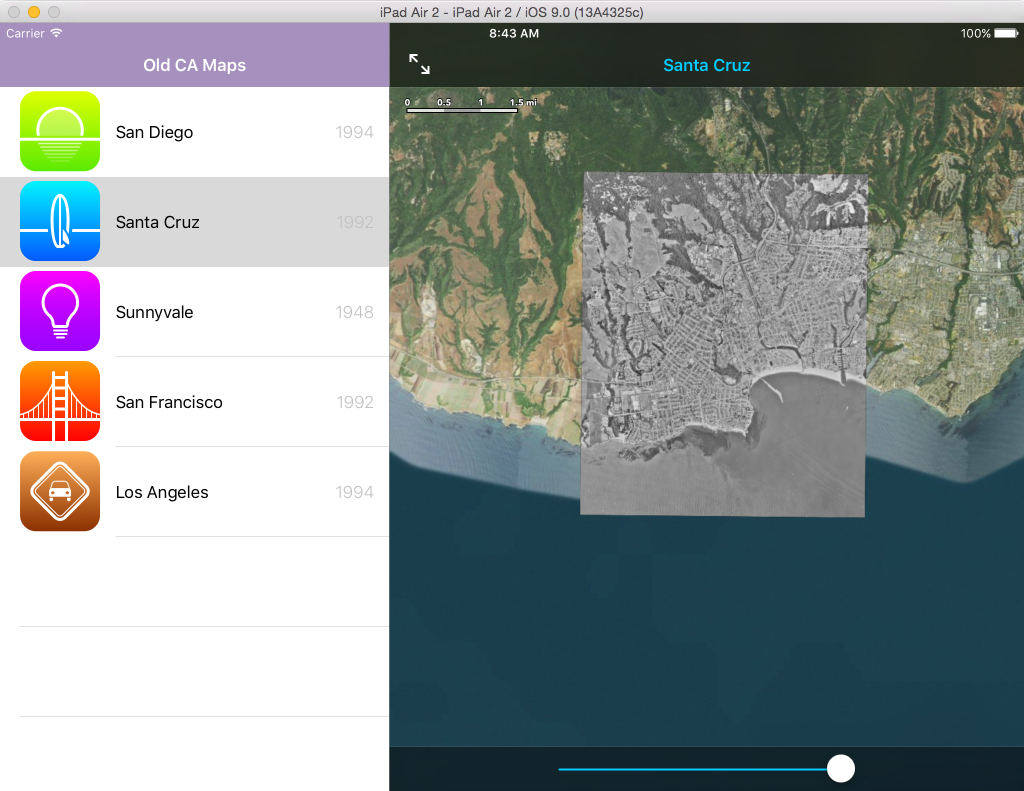 iPad Air 2 - iPad Air 2 / iOS 9.0 (13A4325c)
Carrier 8:43 AM 100%
Old CA Maps
Santa Cruz
0 0.5 1 1.5 mi
San Diego 1994
Santa Cruz 1992
Sunnyvale 1948
San Francisco 1992
Los Angeles 1994